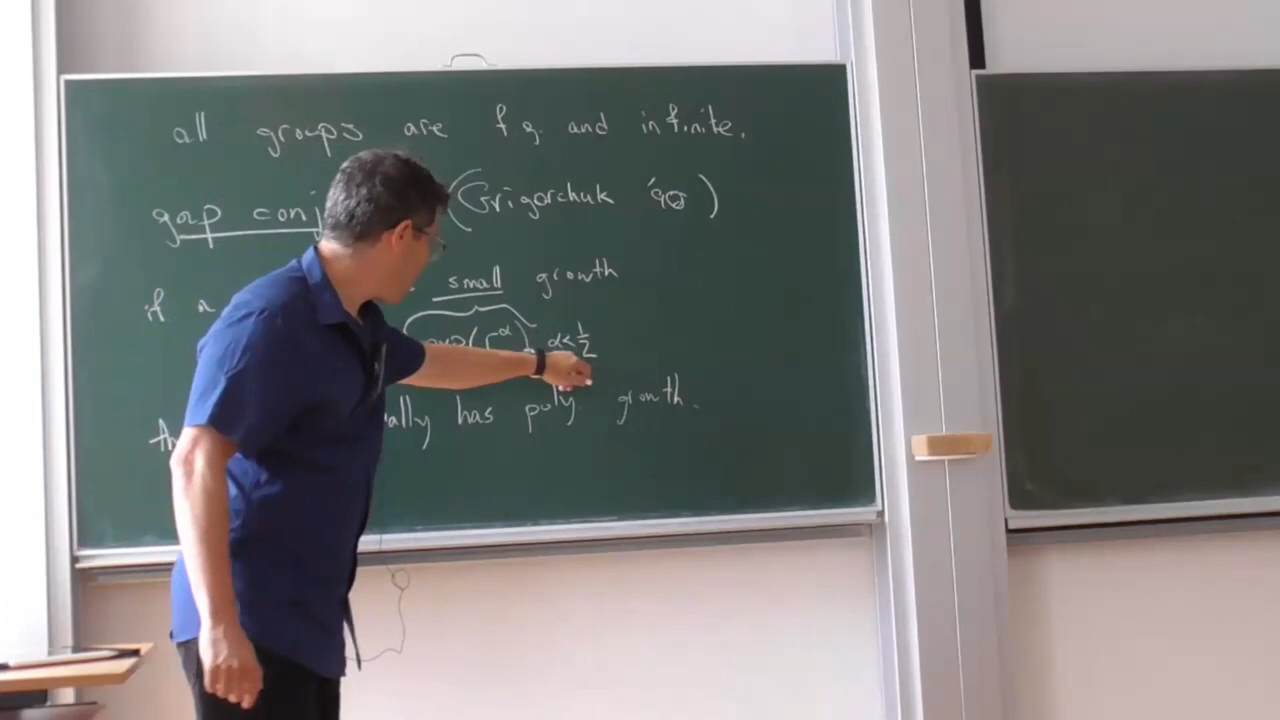 all groups are f.g. and infinite.
gap conj (Grigorchuk '90)
if a small growth
exp(r^α) α<1/2
ally has poly. growth.